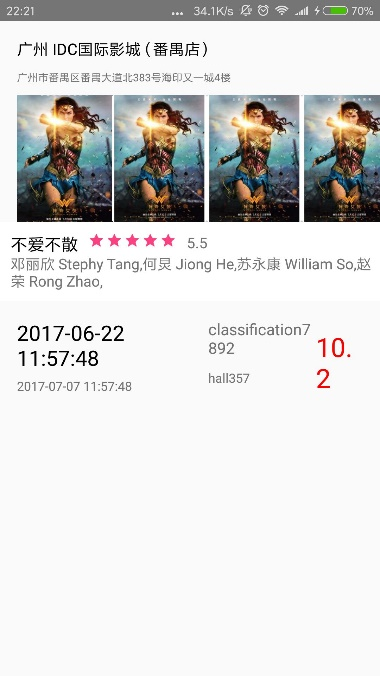 22:21 ... 34.1K/s 70%
广州 IDC国际影城 ( 番禺店 )
广州市番禺区番禺大道北383号海印又一城4楼
不爱不散 5.5
邓丽欣 Stephy Tang,何炅 Jiong He,苏永康 William So,赵
荣 Rong Zhao,
2017-06-22
11:57:48
2017-07-07 11:57:48
classification7
892
hall357
10.
2